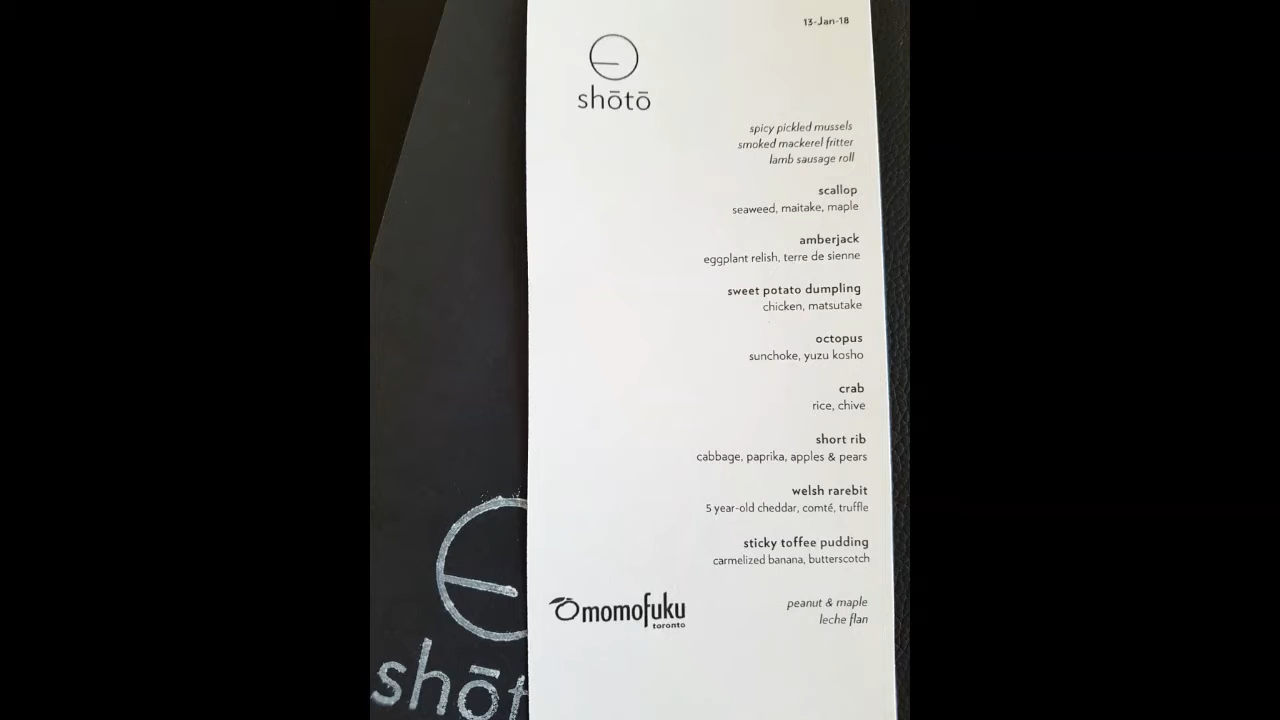 13-Jan-18
shōtō
spicy pickled mussels
smoked mackerel fritter
lamb sausage roll
scallop
seaweed, maitake, maple
amberjack
eggplant relish, terre de sienne
sweet potato dumpling
chicken, matsutake
octopus
sunchoke, yuzu kosho
crab
rice, chive
short rib
cabbage, paprika, apples & pears
welsh rarebit
5 year-old cheddar, comté, truffle
sticky toffee pudding
carmelized banana, butterscotch
momofuku
toronto
peanut & maple
leche flan
shōt